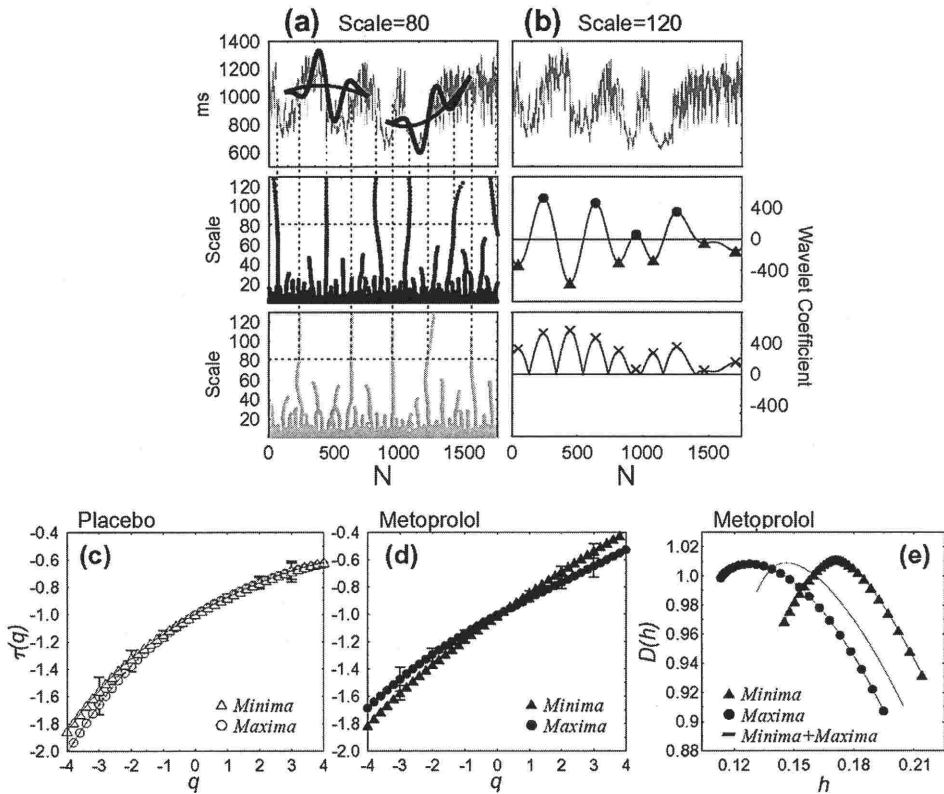 (a) Scale=80
(b) Scale=120
1400
1200
1000
800
600
ms
120
100
80
60
40
20
Scale
400
0
-400
120
100
80
60
40
20
Scale
400
0
-400
Wavelet Coefficient
0 500 1000 1500
N
0 500 1000 1500
N
Placebo
(c)
-0.4
-0.6
-0.8
-1.0
-1.2
-1.4
-1.6
-1.8
-2.0
τ(q)
Minima
Maxima
-4 -3 -2 -1 0 1 2 3 4
q
Metoprolol
(d)
-0.4
-0.6
-0.8
-1.0
-1.2
-1.4
-1.6
-1.8
-2.0
Minima
Maxima
-4 -3 -2 -1 0 1 2 3 4
q
Metoprolol
(e)
1.02
1.0
0.98
0.96
0.94
0.92
0.9
0.88
D(h)
Minima
Maxima
Minima+Maxima
0.12 0.15 0.18 0.21
h